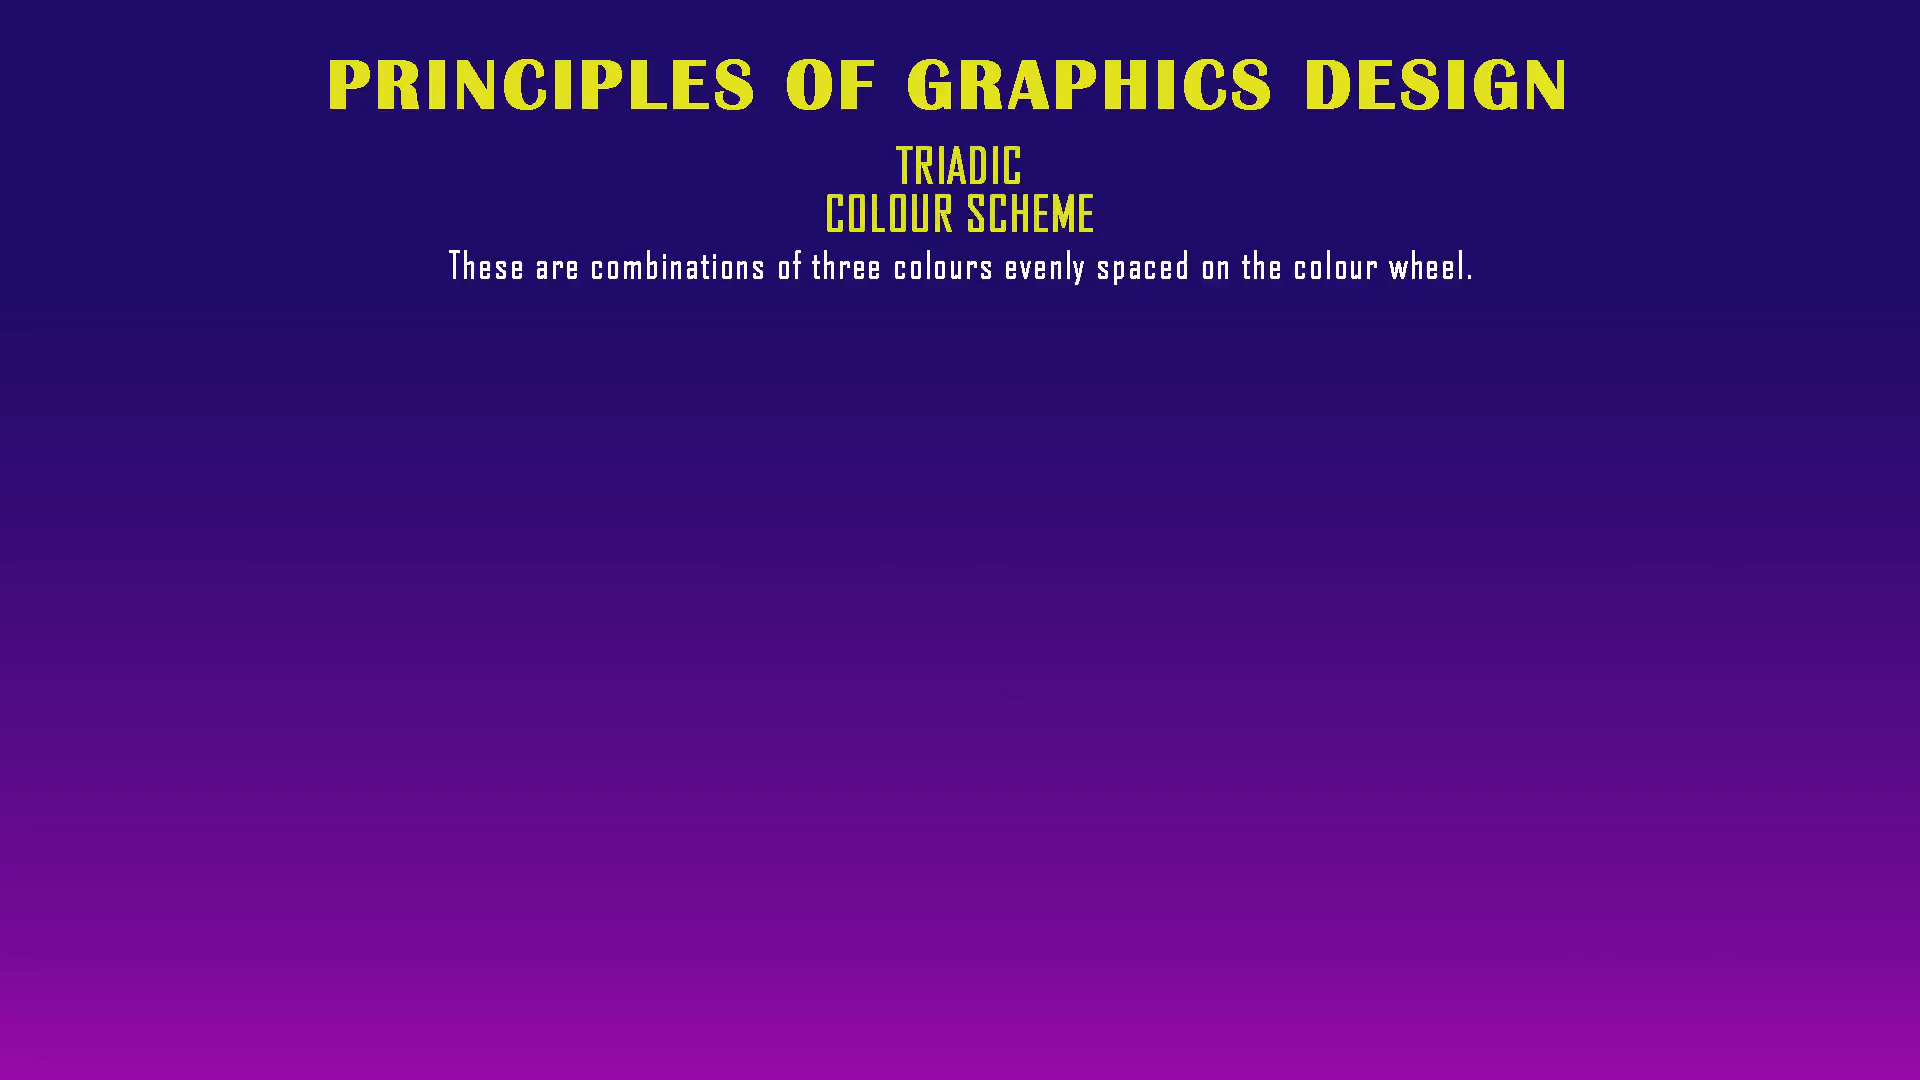 PRINCIPLES OF GRAPHICS DESIGN
TRIADIC
COLOUR SCHEME
These are combinations of three colours evenly spaced on the colour wheel.